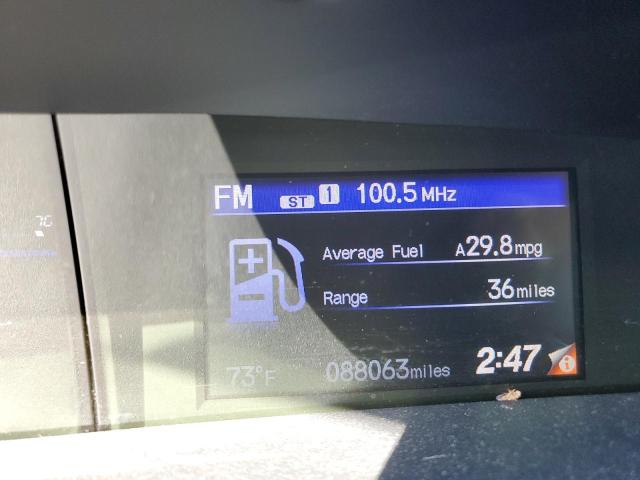 FM ST 1 100.5 MHz
Average Fuel A29.8 mpg
Range 36 miles
73°F 088063 miles 2:47 i